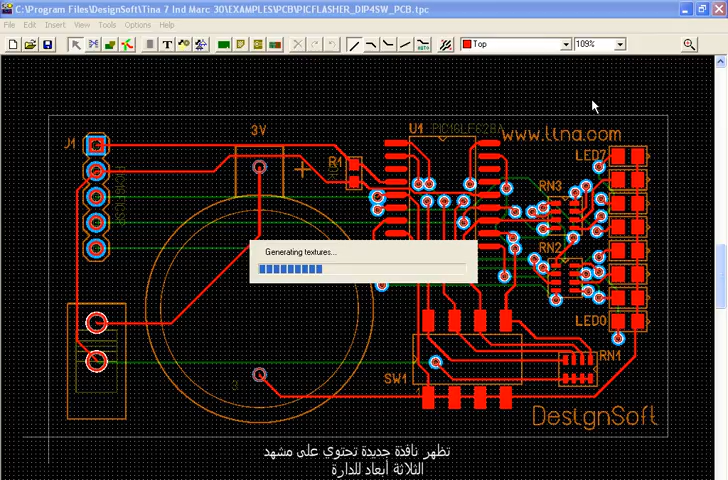 C:\Program Files\DesignSoft\Tina 7 Ind Marc 30\EXAMPLES\PCB\PICFLASHER_DIP4SW_PCB.tpc
File Edit Insert View Tools Options Help
Top 109%
J1
3V
R1
U1
PIC16LF628A
www.tina.com
LED7
RN3
RN2
LED0
RN1
SW1
DesignSoft
Generating textures...
تظهر نافذة جديدة تحتوي على مشهد
الثلاثة أبعاد للدارة